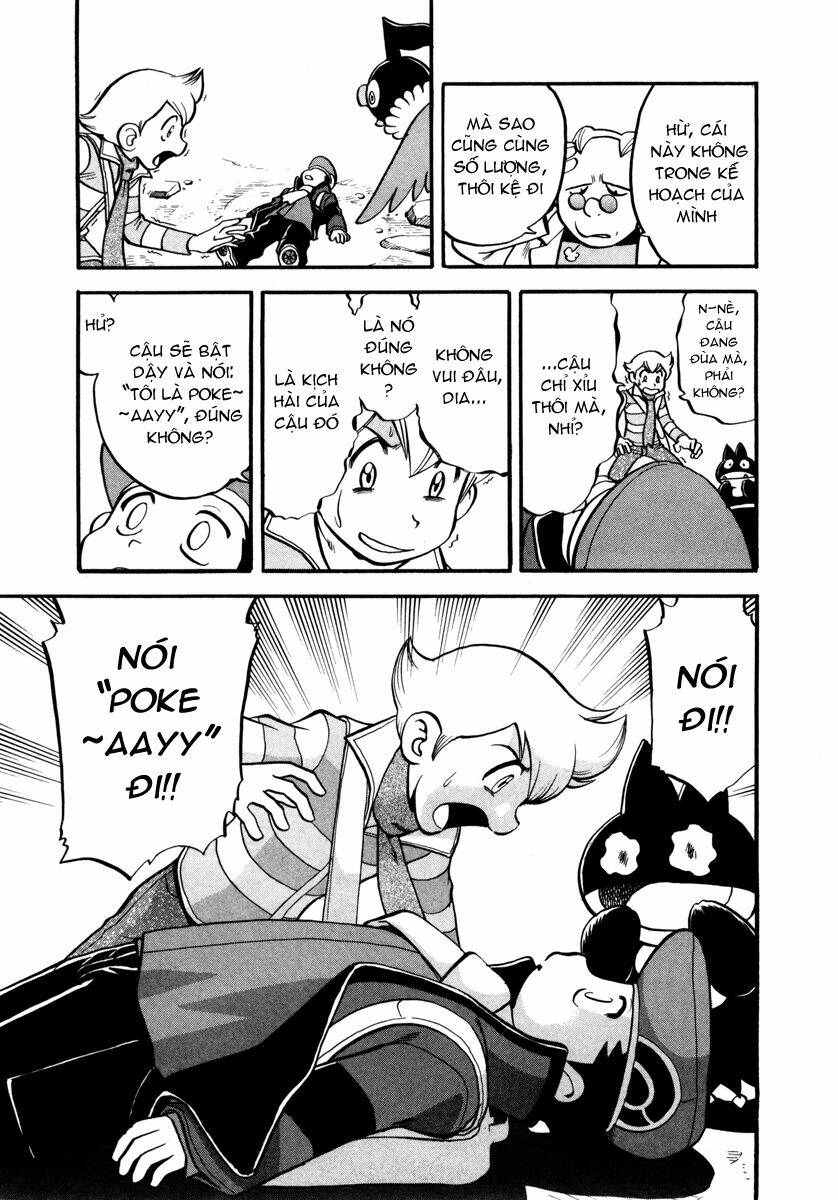 HỪ, CÁI
NÀY KHÔNG
TRONG KẾ
HOẠCH CỦA
MÌNH
MÀ SAO
CŨNG CÙNG
SỐ LƯỢNG,
THÔI KỆ ĐI
N-NÈ,
CẬU
ĐANG
ĐÙA MÀ,
PHẢI
KHÔNG?
...CẬU
CHỈ XỈU
THÔI MÀ,
NHỈ?
KHÔNG
VUI ĐÂU,
DIA...
LÀ NÓ
ĐÚNG
KHÔNG
?
LÀ KỊCH
HÀI CỦA
CẬU ĐÓ
HỬ?
CẬU SẼ BẬT
DẬY VÀ NÓI:
“TÔI LÀ POKE~
~AAYY”, ĐÚNG
KHÔNG?
NÓI
ĐI!!
NÓI
“POKE
~AAYY”
ĐI!!